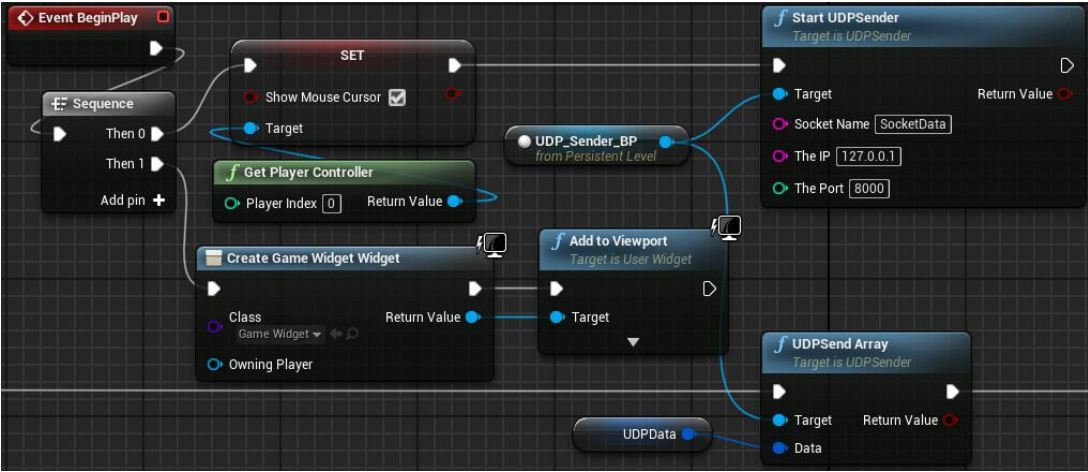 Event BeginPlay
Sequence
Then 0
Then 1
Add pin +
SET
Show Mouse Cursor
Target
f Get Player Controller
Player Index 0 Return Value
Create Game Widget Widget
Class Return Value
Game Widget
Owning Player
UDP_Sender_BP
from Persistent Level
f Add to Viewport
Target is User Widget
Target
f Start UDPSender
Target is UDPSender
Target Return Value
Socket Name SocketData
The IP 127.0.0.1
The Port 8000
f UDPSend Array
Target is UDPSender
Target Return Value
Data
UDPData